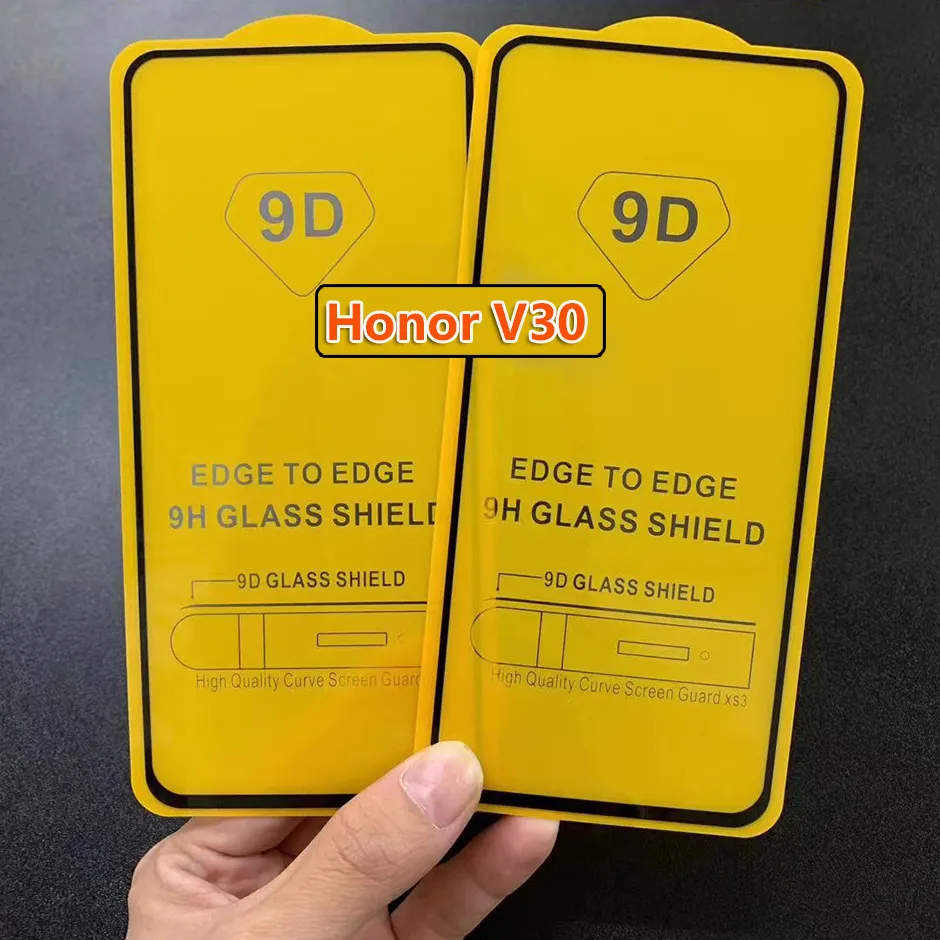 9D
9D
Honor V30
EDGE TO EDGE
9H GLASS SHIELD
9D GLASS SHIELD
High Quality Curve Screen Guard
EDGE TO EDGE
9H GLASS SHIELD
9D GLASS SHIELD
High Quality Curve Screen Guard xs3